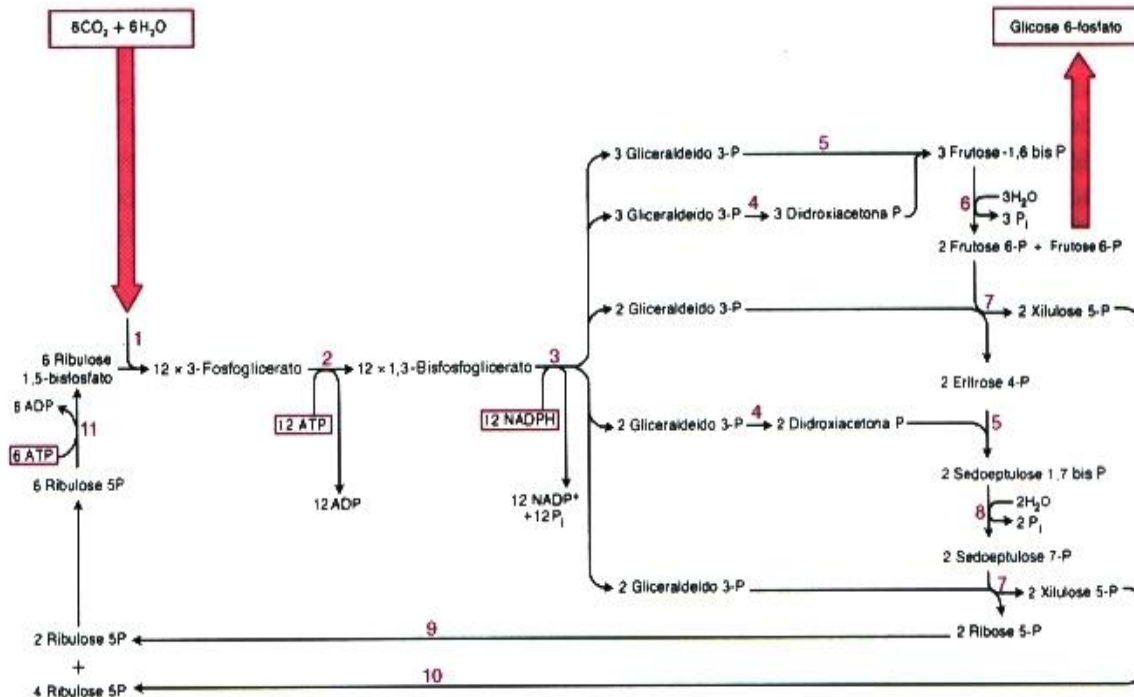 6CO₂ + 6H₂O
Glicose 6-fosfato
3 Gliceraldeído 3-P
5
3 Frutose -1,6 bis P
3 Gliceraldeído 3-P
4
3 Diidroxiacetona P
6
3H₂O
3 Pᵢ
2 Frutose 6-P + Frutose 6-P
2 Gliceraldeído 3-P
7
2 Xilulose 5-P
1
6 Ribulose
1,5-bisfosfato
12 x 3-Fosfoglicerato
2
12 x 1,3-Bisfosfoglicerato
3
2 Eritrose 4-P
6 ADP
11
6 ATP
12 ATP
12 NADPH
2 Gliceraldeído 3-P
4
2 Diidroxiacetona P
5
6 Ribulose 5P
12 ADP
12 NADP⁺
+12 Pᵢ
2 Sedoeptulose 1,7 bis P
8
2H₂O
2 Pᵢ
2 Sedoeptulose 7-P
2 Gliceraldeído 3-P
7
2 Xilulose 5-P
2 Ribulose 5P
9
2 Ribose 5-P
+
4 Ribulose 5P
10